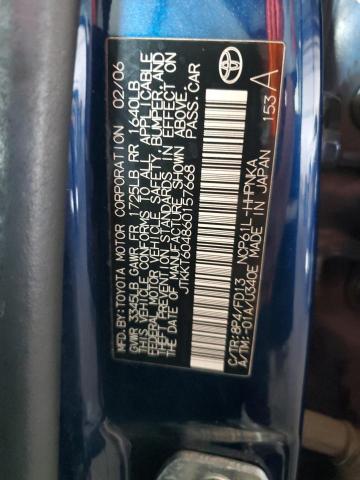 MFD. BY: TOYOTA MOTOR CORPORATION 02/06
GVWR 3345LB GAWR FR 1725LB RR 1640LB
THIS VEHICLE CONFORMS TO ALL APPLICABLE
FEDERAL MOTOR VEHICLE SAFETY, BUMPER, AND
THEFT PREVENTION STANDARDS IN EFFECT ON
THE DATE OF MANUFACTURE SHOWN ABOVE.
JTKKT604860157668 PASS. CAR
C/TR: 8P4/FD13 NCP61L-HHPNKA 153 A
A/TM: -01A/U340E MADE IN JAPAN